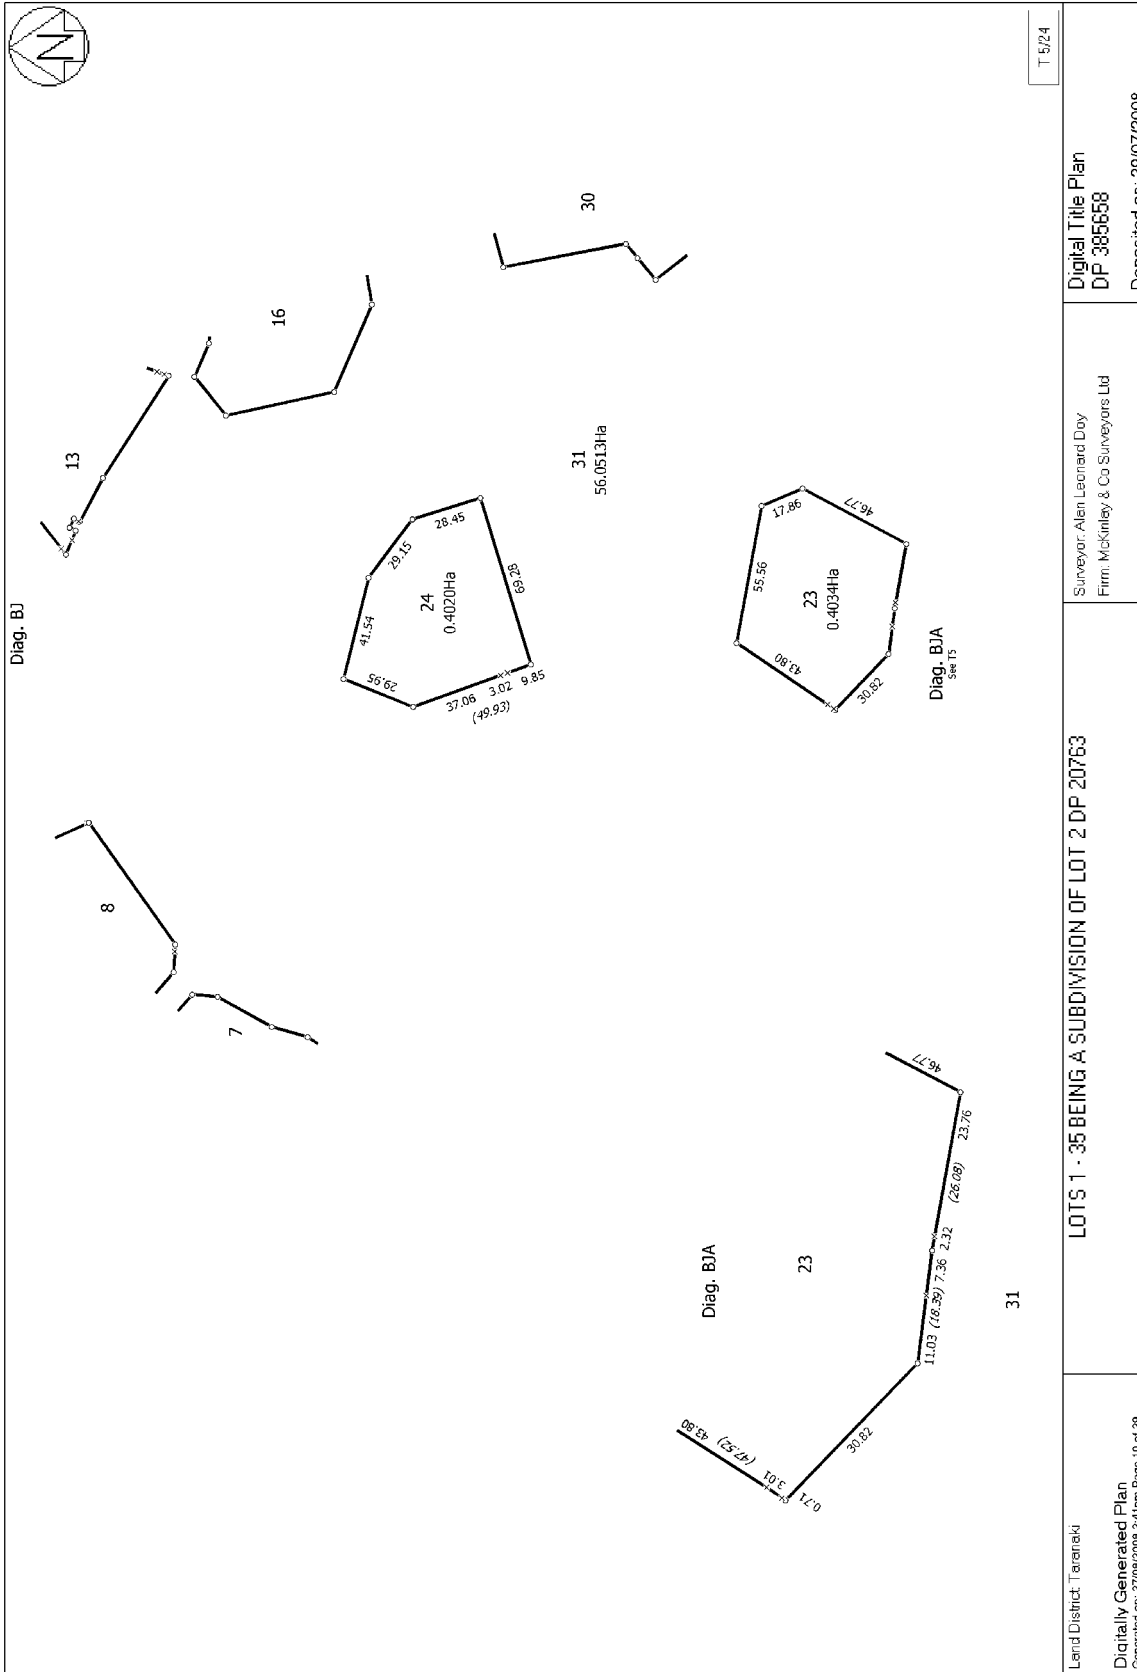 N
T 5/24
Diag. BJ
13
16
30
8
7
41.54
29.15
28.45
69.28
9.85
3.02
37.06
(49.93)
29.95
24
0.4020Ha
31
56.0513Ha
55.56
17.86
46.77
30.82
43.80
23
0.4034Ha
Diag. BJA
See T5
Diag. BJA
23
31
43.80
(47.52)
3.01
0.71
30.82
11.03
(18.39)
7.36
2.32
(26.08)
23.76
46.77
Land District: Taranaki
Digitally Generated Plan
LOTS 1 - 35 BEING A SUBDIVISION OF LOT 2 DP 20763
Surveyor: Alan Leonard Doy
Firm: McKinlay & Co Surveyors Ltd
Digital Title Plan
DP 385658